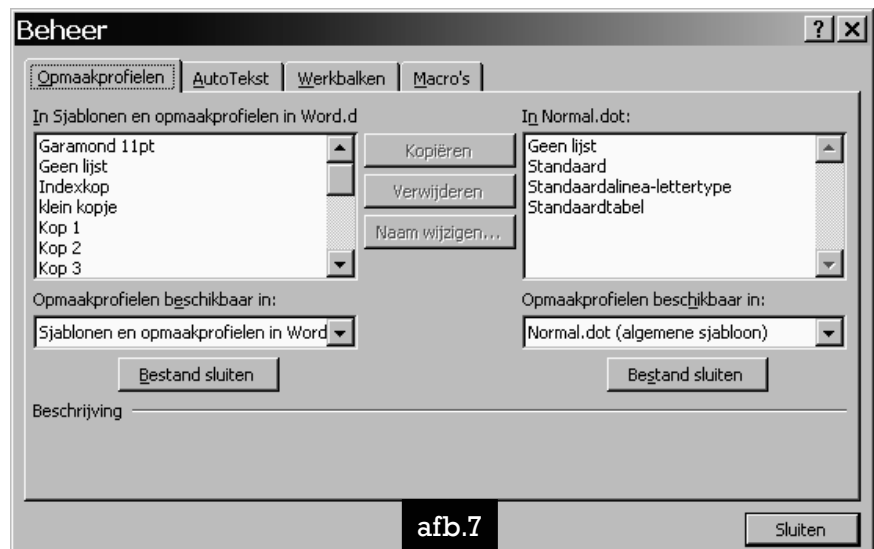 Beheer
Opmaakprofielen AutoTekst Werkbalken Macro's
In Sjablonen en opmaakprofielen in Word.d
Garamond 11pt
Geen lijst
Indexkop
klein kopje
Kop 1
Kop 2
Kop 3
Kopiëren
Verwijderen
Naam wijzigen...
In Normal.dot:
Geen lijst
Standaard
Standaardalinea-lettertype
Standaardtabel
Opmaakprofielen beschikbaar in:
Sjablonen en opmaakprofielen in Word
Bestand sluiten
Opmaakprofielen beschikbaar in:
Normal.dot (algemene sjabloon)
Bestand sluiten
Beschrijving
afb.7
Sluiten